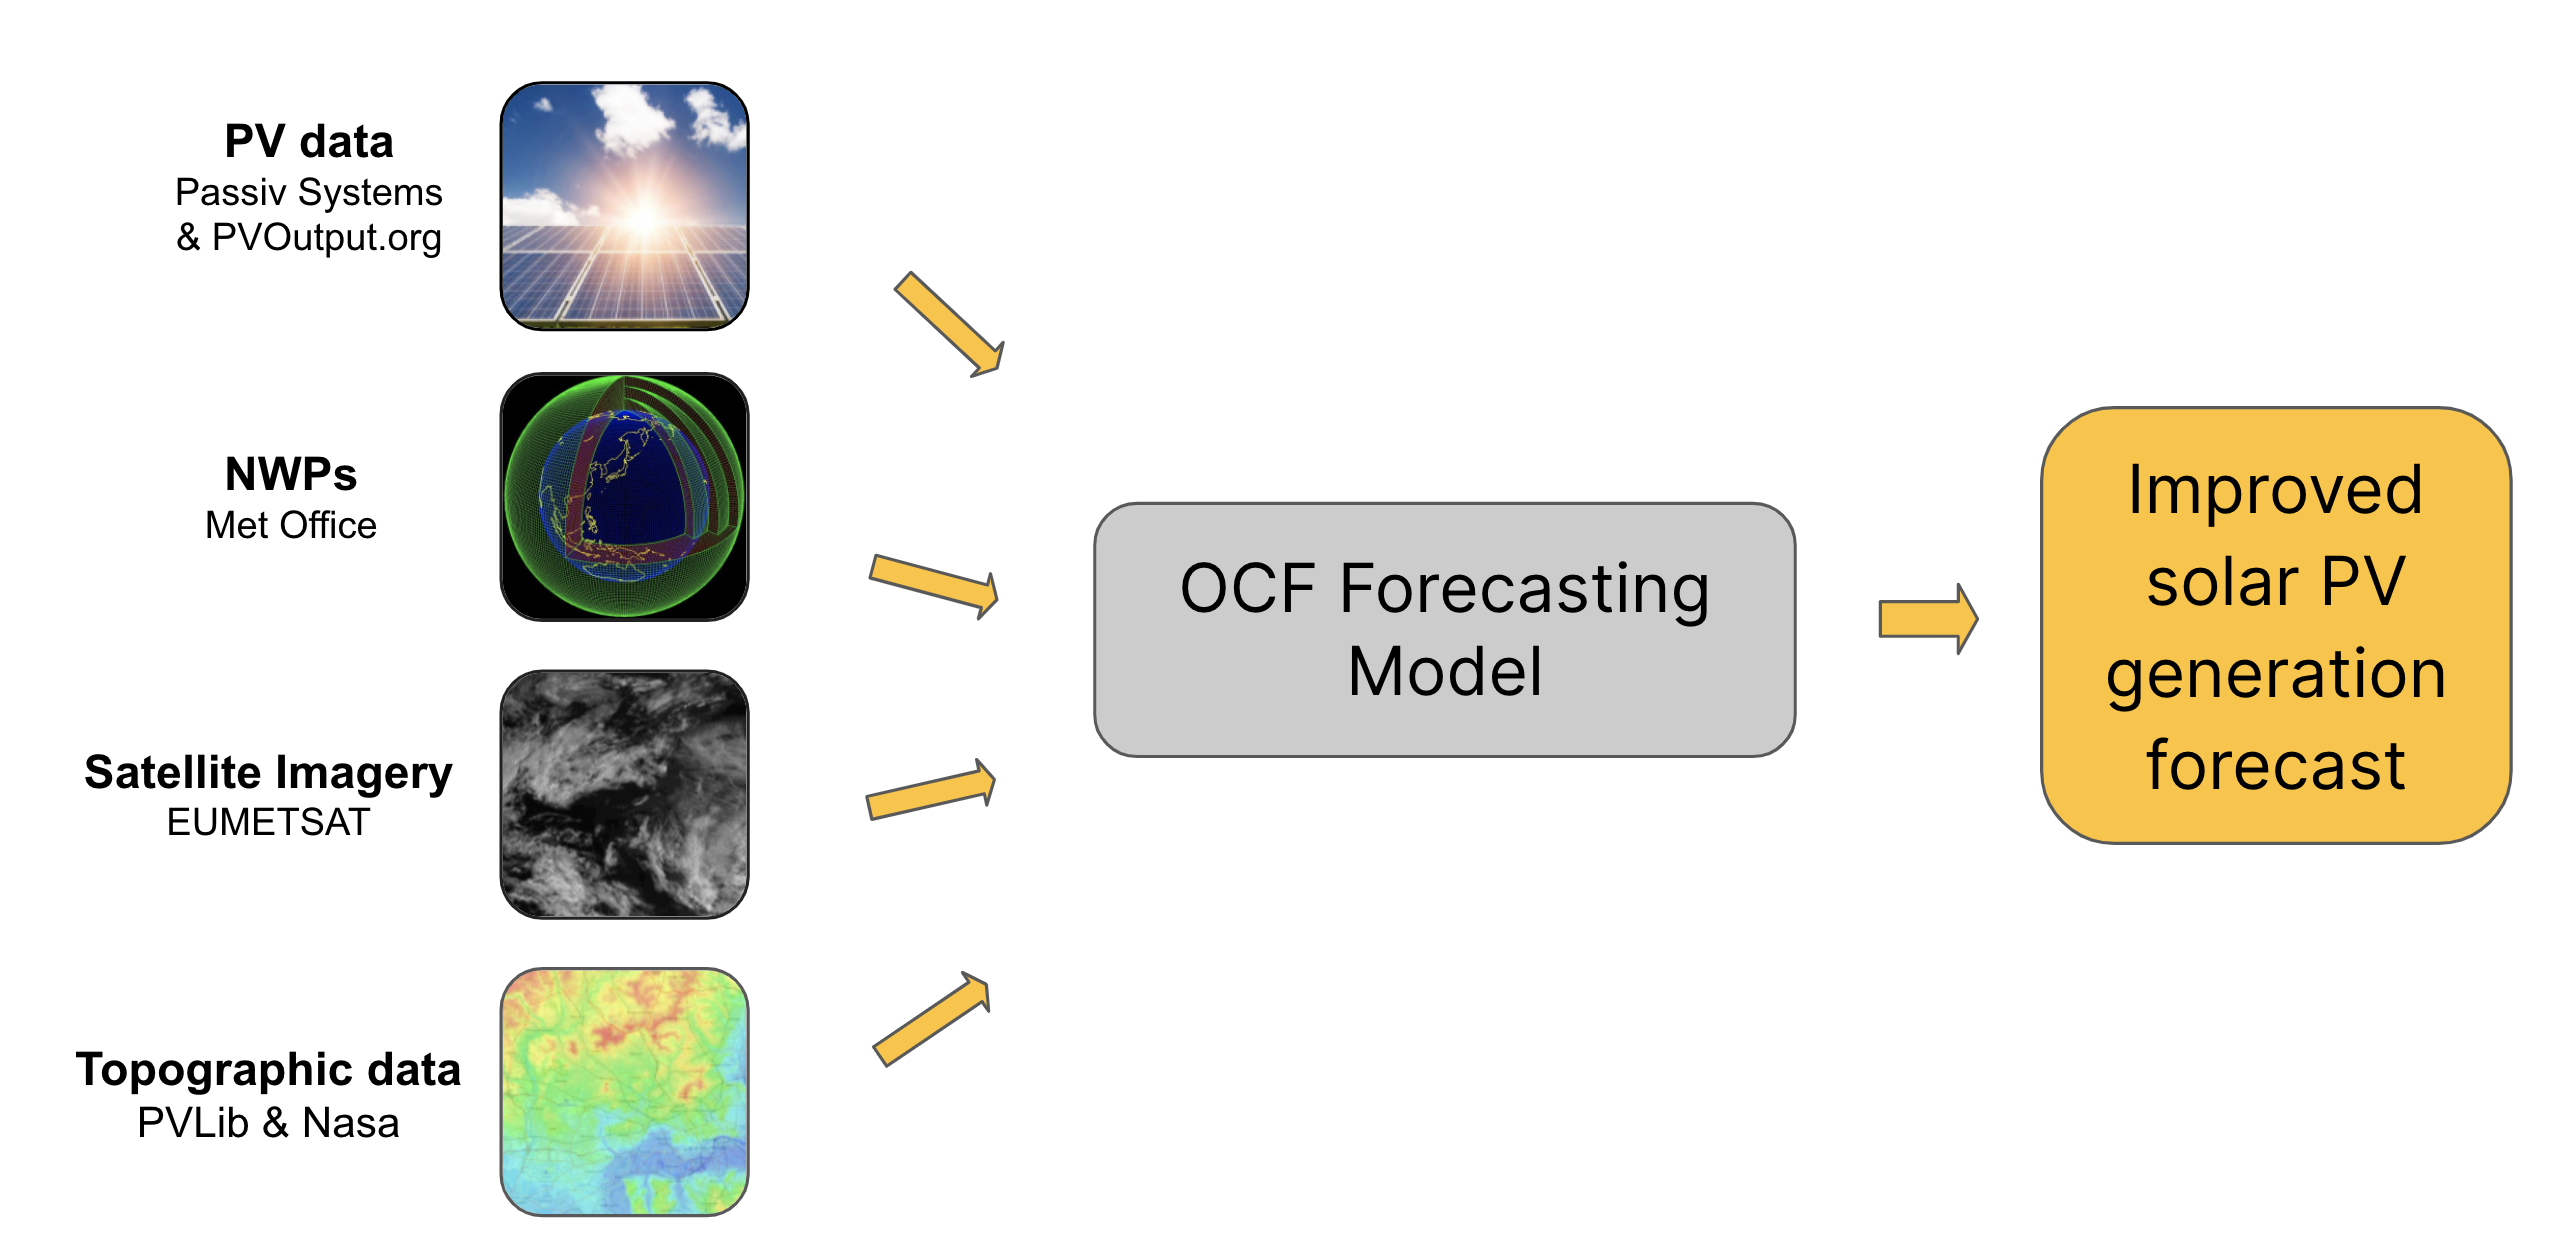 PV data
Passiv Systems
& PVOutput.org
NWPs
Met Office
Satellite Imagery
EUMETSAT
Topographic data
PVLib & Nasa
OCF Forecasting
Model
Improved
solar PV
generation
forecast